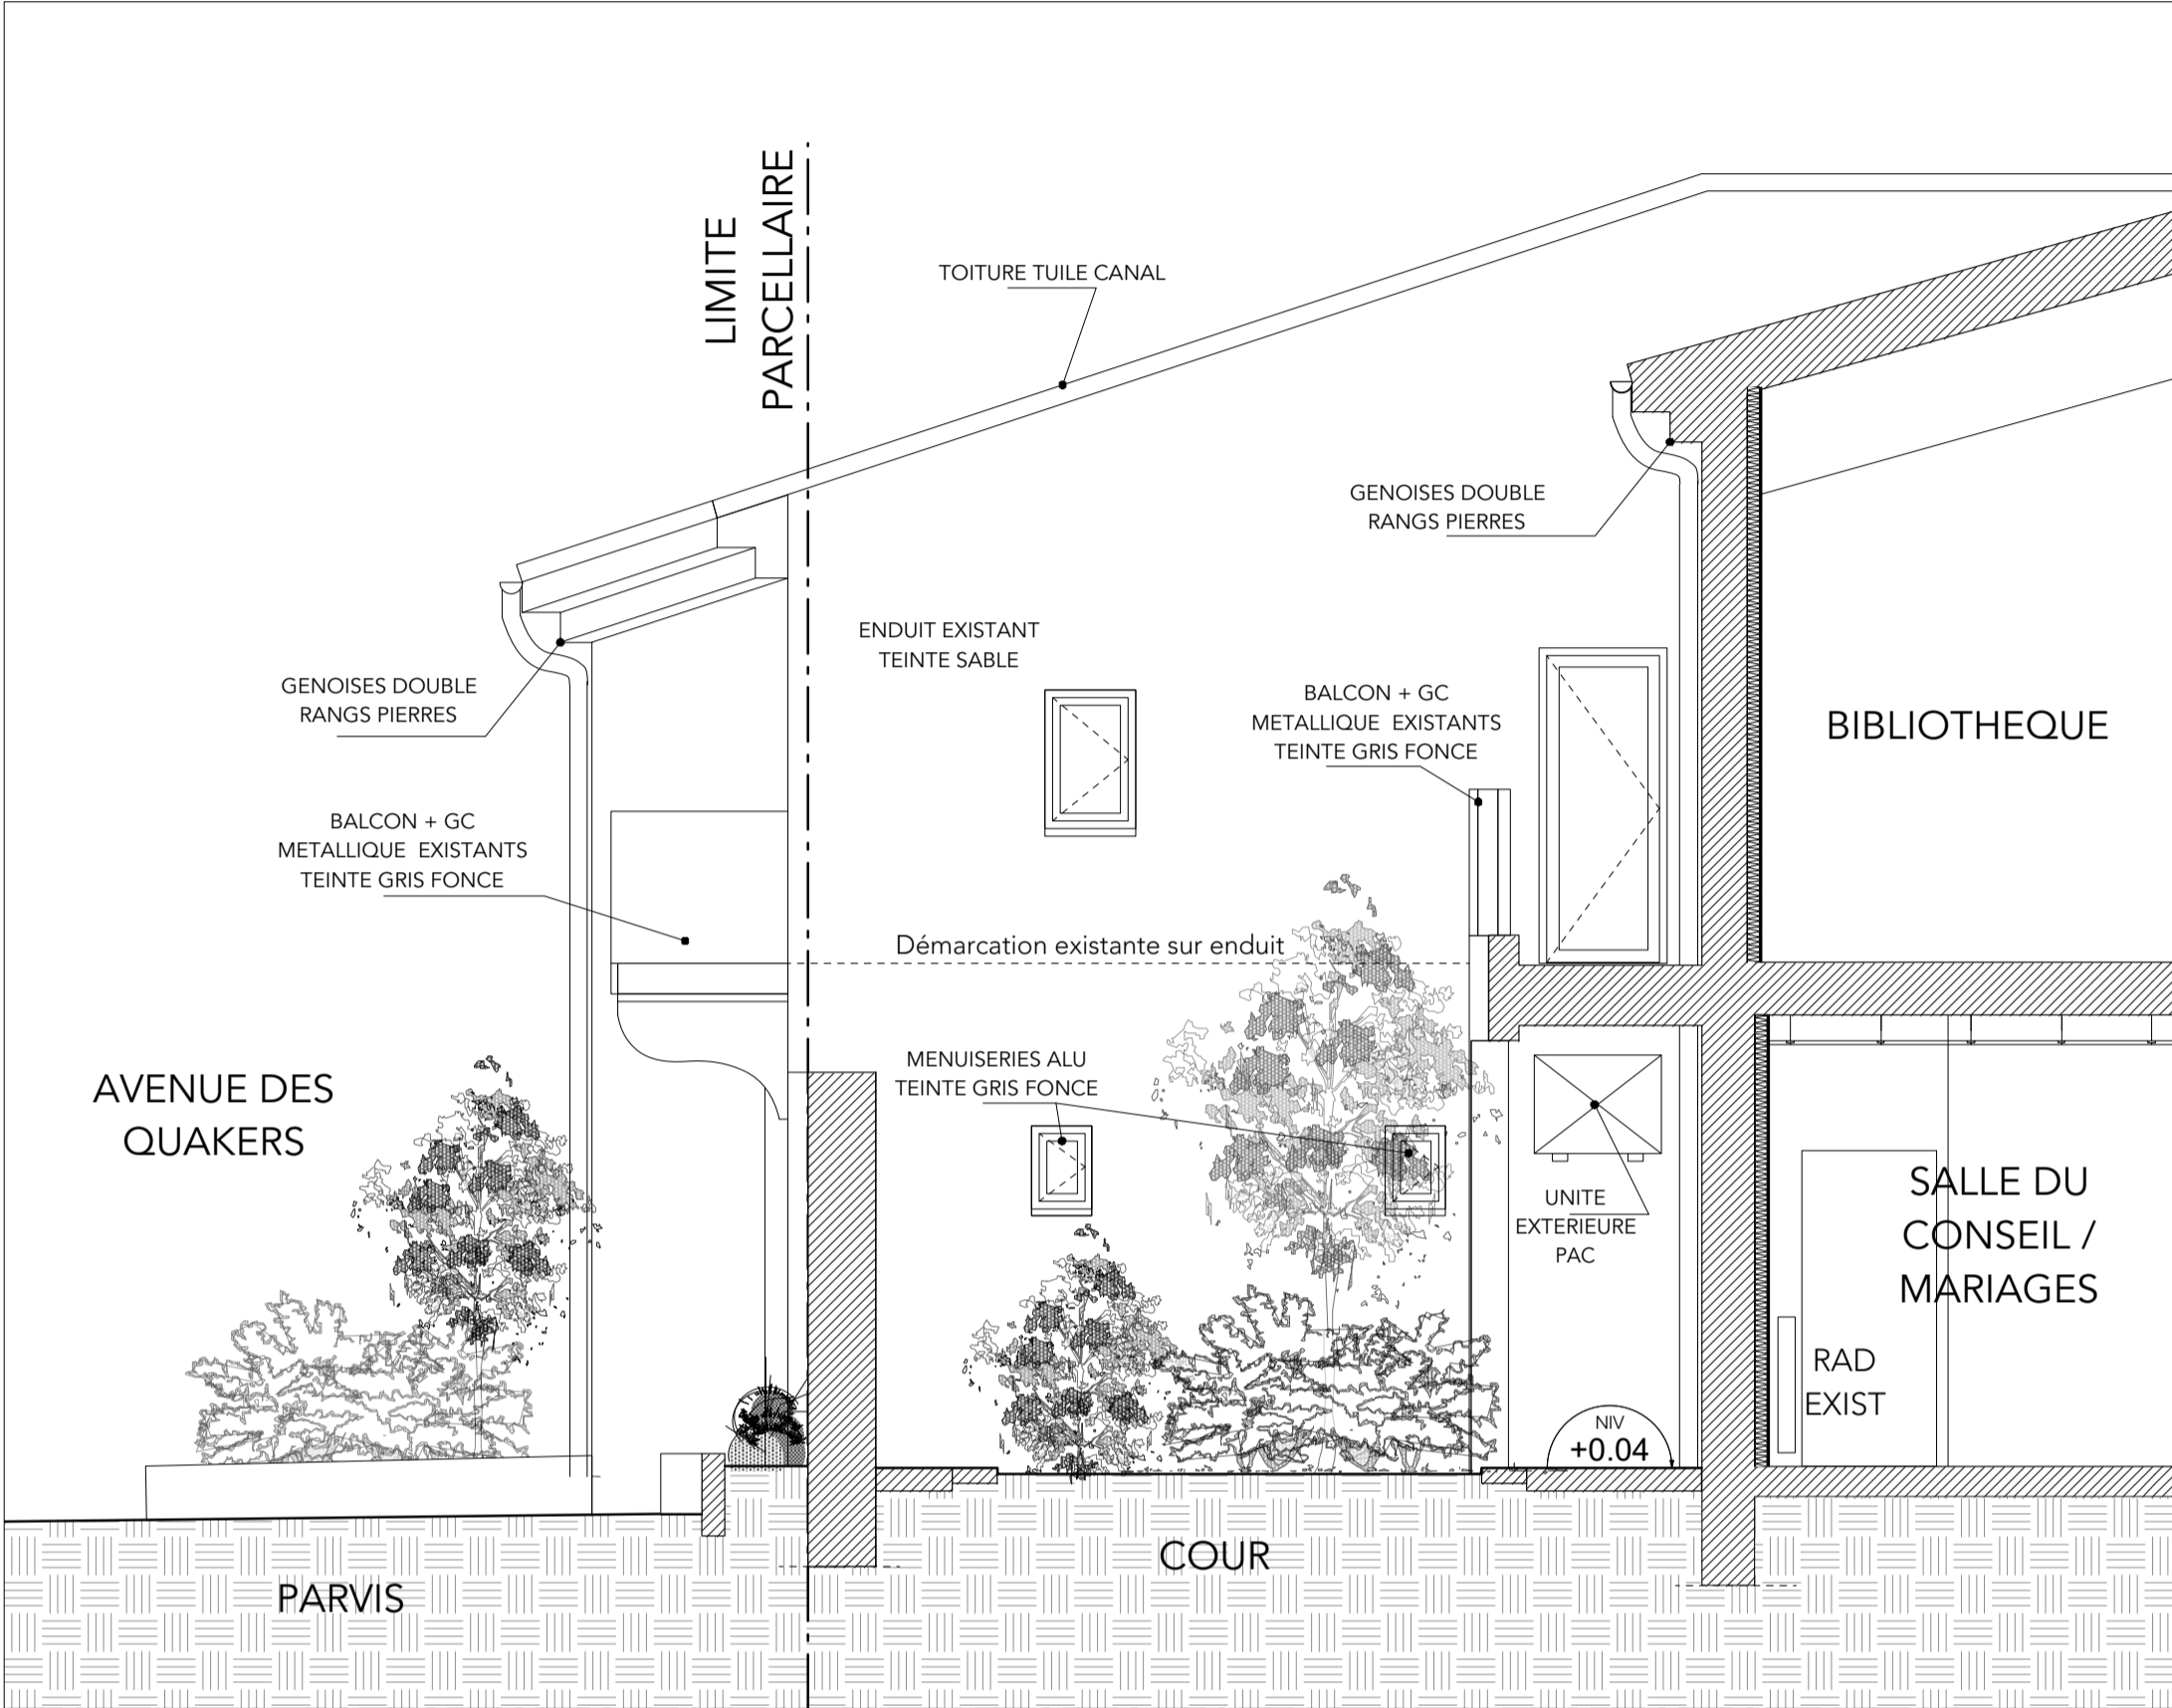 LIMITE
PARCELLAIRE
TOITURE TUILE CANAL
GENOISES DOUBLE
RANGS PIERRES
ENDUIT EXISTANT
TEINTE SABLE
GENOISES DOUBLE
RANGS PIERRES
BALCON + GC
METALLIQUE EXISTANTS
TEINTE GRIS FONCE
BIBLIOTHEQUE
BALCON + GC
METALLIQUE EXISTANTS
TEINTE GRIS FONCE
Démarcation existante sur enduit
MENUISERIES ALU
TEINTE GRIS FONCE
AVENUE DES
QUAKERS
UNITE
EXTERIEURE
PAC
SALLE DU
CONSEIL /
MARIAGES
RAD
EXIST
NIV
+0.04
COUR
PARVIS